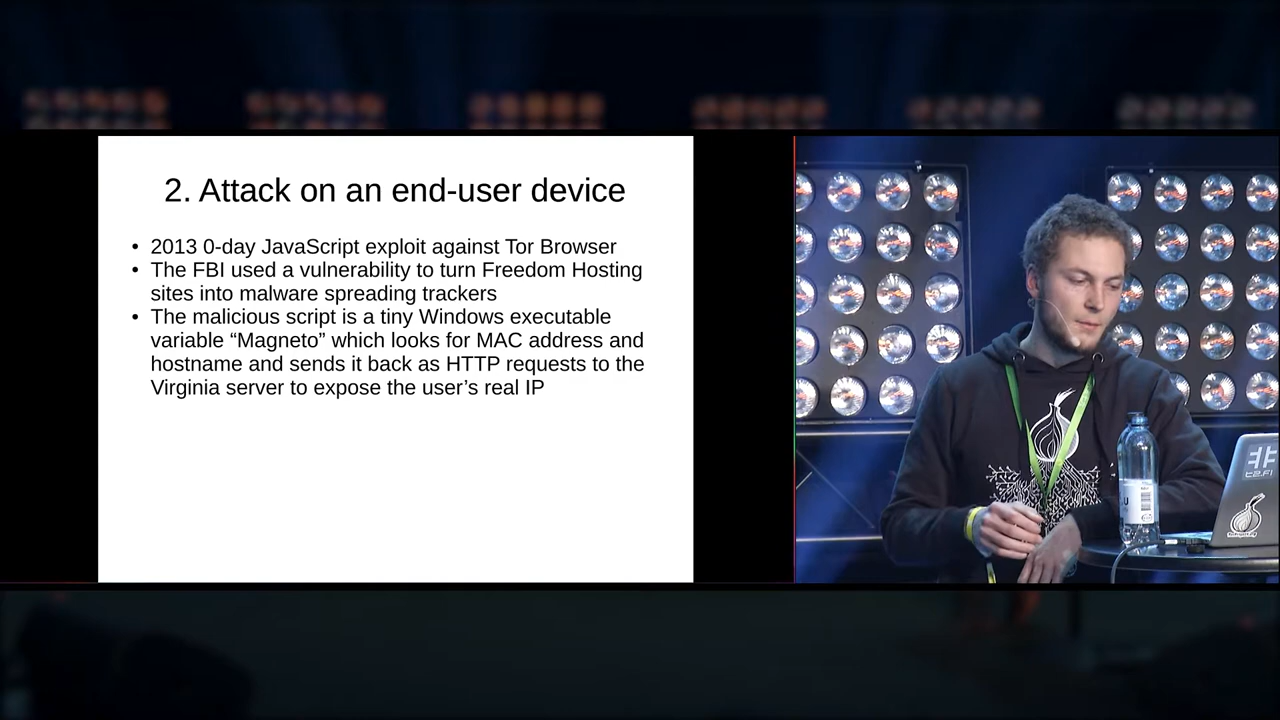 2. Attack on an end-user device
• 2013 0-day JavaScript exploit against Tor Browser
• The FBI used a vulnerability to turn Freedom Hosting
sites into malware spreading trackers
• The malicious script is a tiny Windows executable
variable “Magneto” which looks for MAC address and
hostname and sends it back as HTTP requests to the
Virginia server to expose the user’s real IP
t2.FI